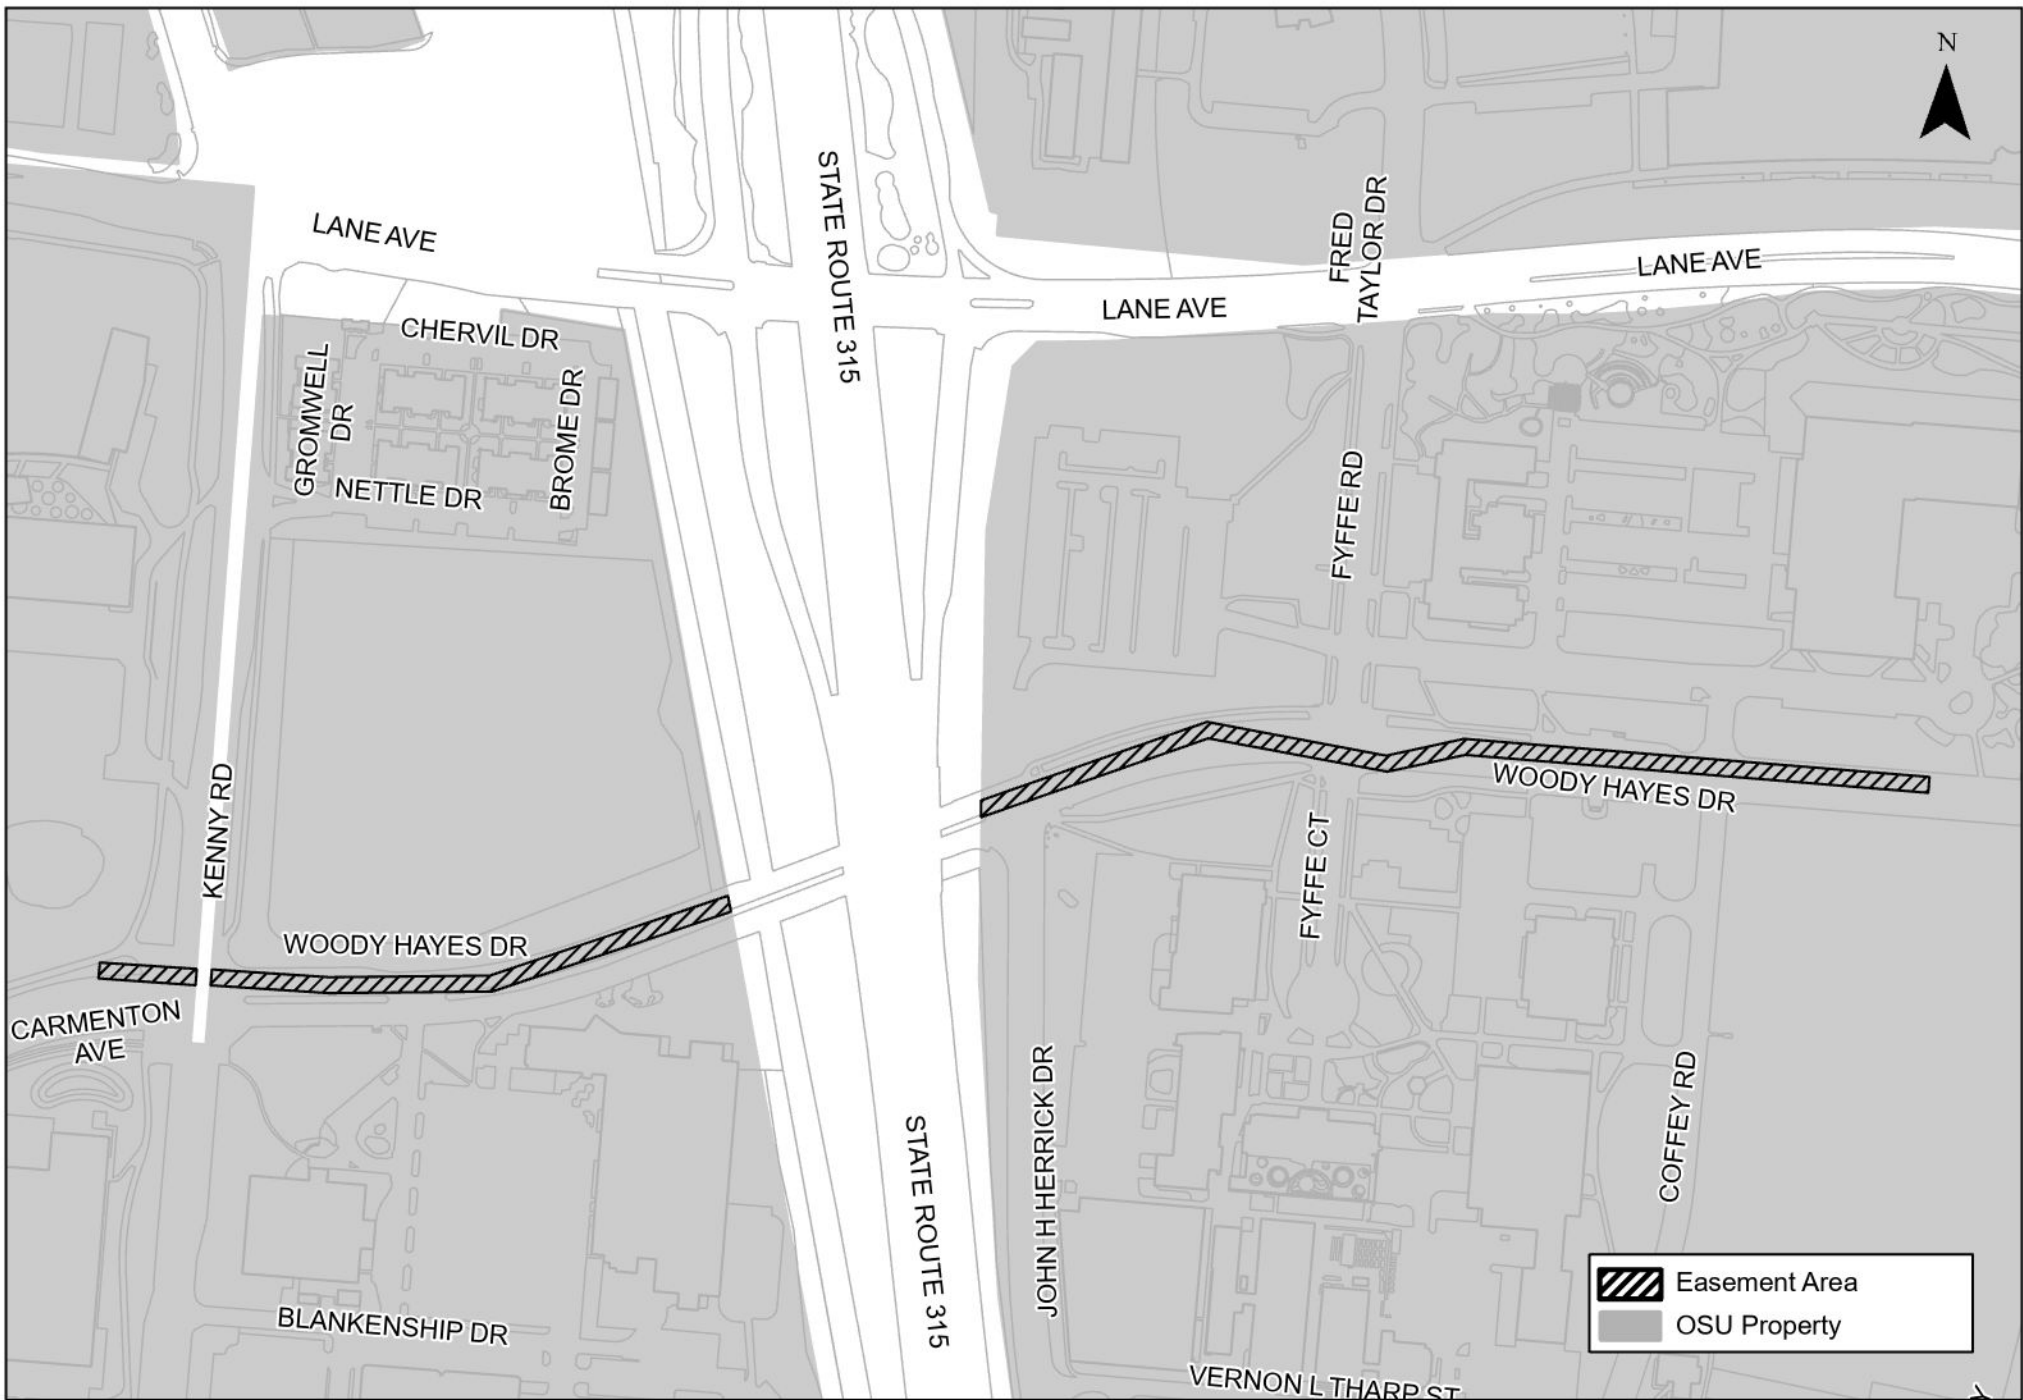 N
STATE ROUTE 315
FRED
TAYLOR DR
LANE AVE
LANE AVE
LANE AVE
CHERVIL DR
GROMWELL
DR
BROME DR
NETTLE DR
FYFFE RD
KENNY RD
WOODY HAYES DR
FYFFE CT
WOODY HAYES DR
CARMENTON
AVE
JOHN H HERRICK DR
COFFEY RD
STATE ROUTE 315
BLANKENSHIP DR
Easement Area
OSU Property
VERNON L THARP ST